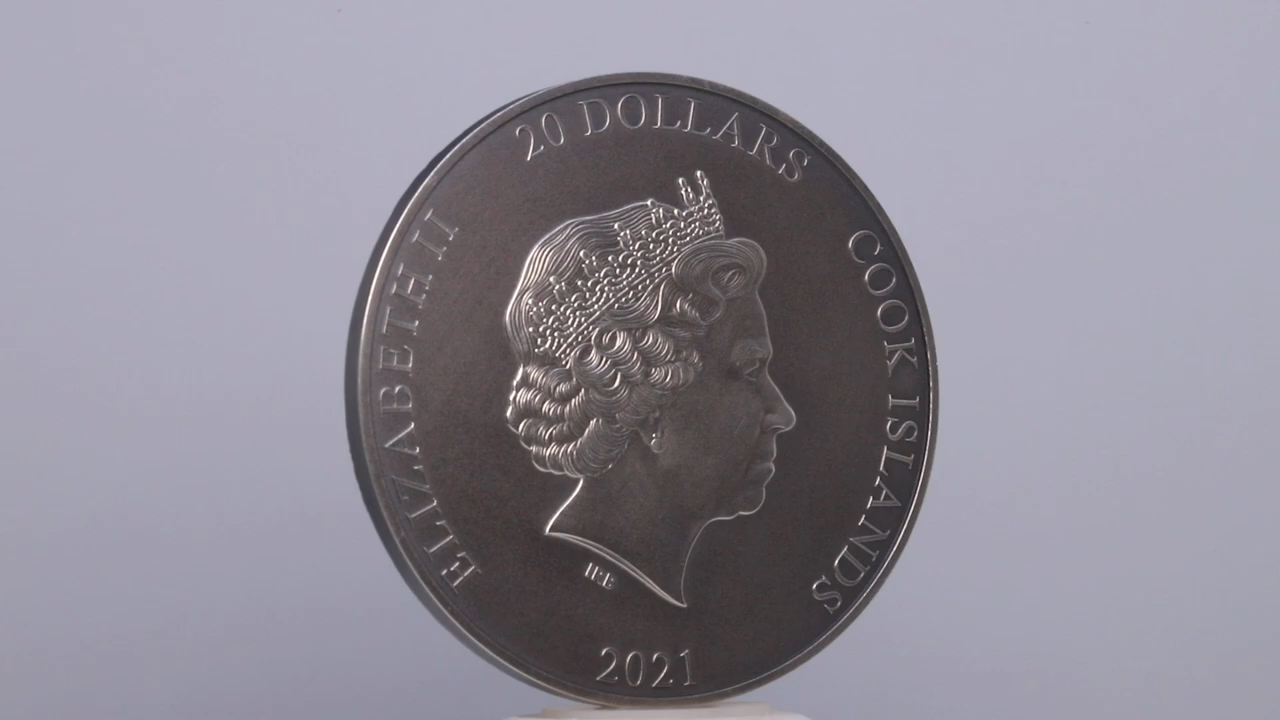 20 DOLLARS
ELIZABETH II
COOK ISLANDS
IRB
2021